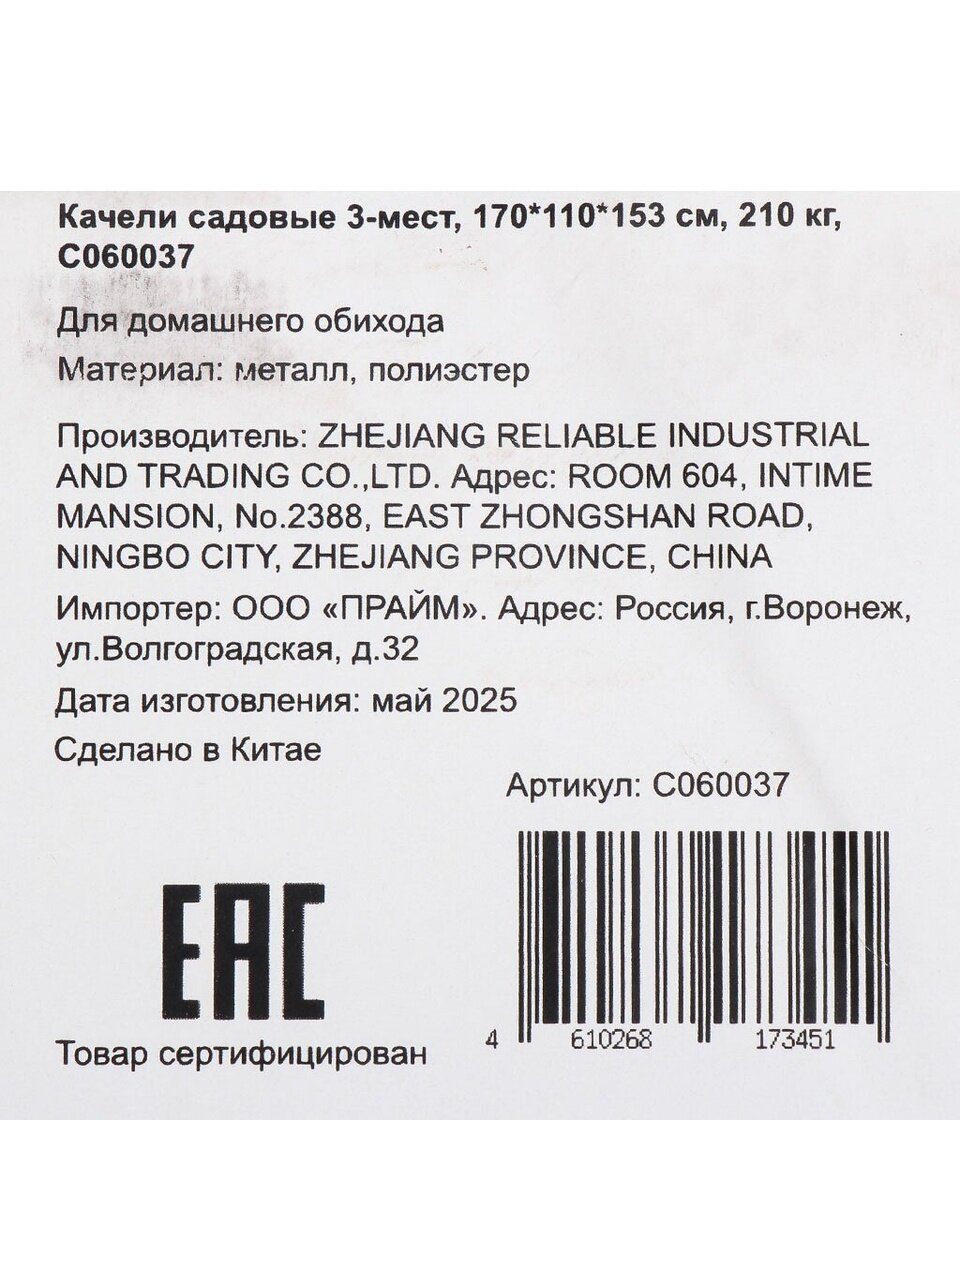 Качели садовые 3-мест, 170*110*153 см, 210 кг,
С060037
Для домашнего обихода
Материал: металл, полиэстер
Производитель: ZHEJIANG RELIABLE INDUSTRIAL
AND TRADING CO.,LTD. Адрес: ROOM 604, INTIME
MANSION, No.2388, EAST ZHONGSHAN ROAD,
NINGBO CITY, ZHEJIANG PROVINCE, CHINA
Импортер: ООО «ПРАЙМ». Адрес: Россия, г.Воронеж,
ул.Волгоградская, д.32
Дата изготовления: май 2025
Сделано в Китае
Артикул: С060037
EAC
Товар сертифицирован
4 610268 173451